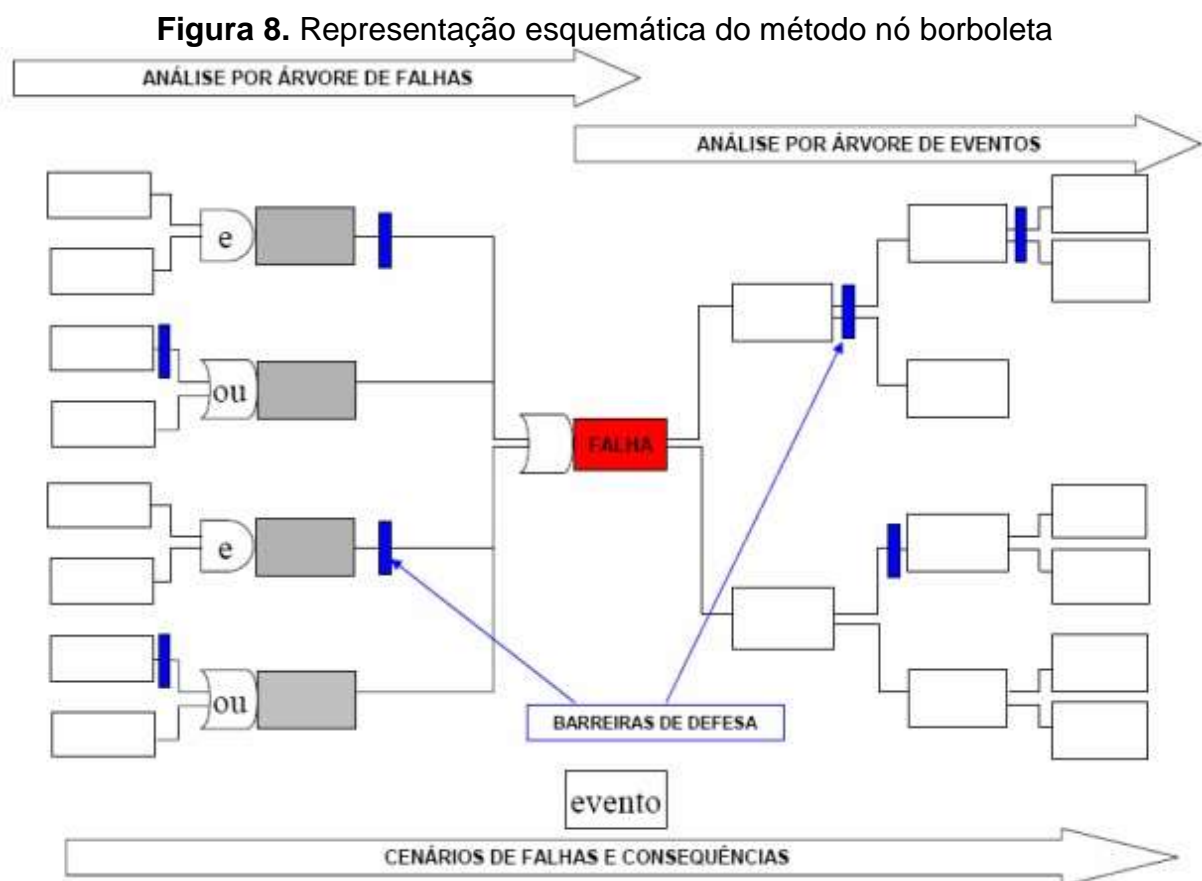 Figura 8. Representação esquemática do método nó borboleta
ANÁLISE POR ÁRVORE DE FALHAS
ANÁLISE POR ÁRVORE DE EVENTOS
e
ou
FALHA
e
ou
BARREIRAS DE DEFESA
evento
CENÁRIOS DE FALHAS E CONSEQUÊNCIAS